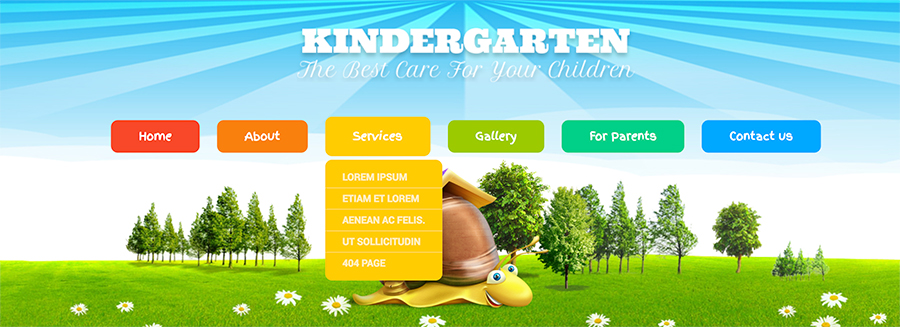 KINDERGARTEN
The Best Care For Your Children
Home About Services Gallery For Parents Contact us
LOREM IPSUM
ETIAM ET LOREM
AENEAN AC FELIS.
UT SOLLICITUDIN
404 PAGE